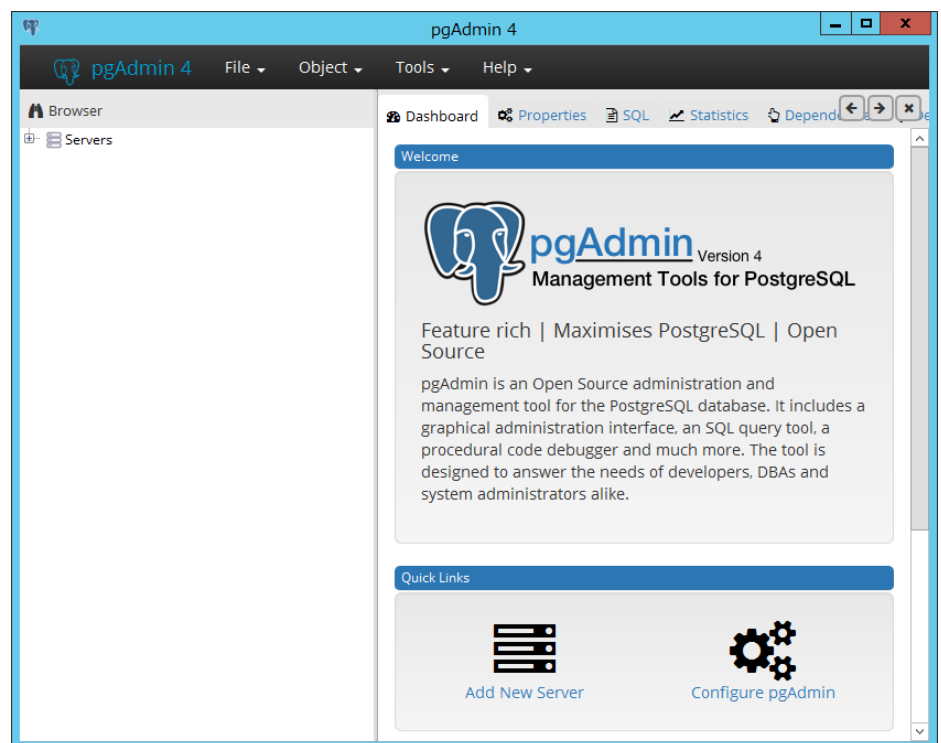 pgAdmin 4
pgAdmin 4 File Object Tools Help
Browser
Servers
Dashboard Properties SQL Statistics
Welcome
pgAdmin Version 4
Management Tools for PostgreSQL
Feature rich | Maximises PostgreSQL | Open
Source
pgAdmin is an Open Source administration and
management tool for the PostgreSQL database. It includes a
graphical administration interface, an SQL query tool, a
procedural code debugger and much more. The tool is
designed to answer the needs of developers, DBAs and
system administrators alike.
Quick Links
Add New Server Configure pgAdmin